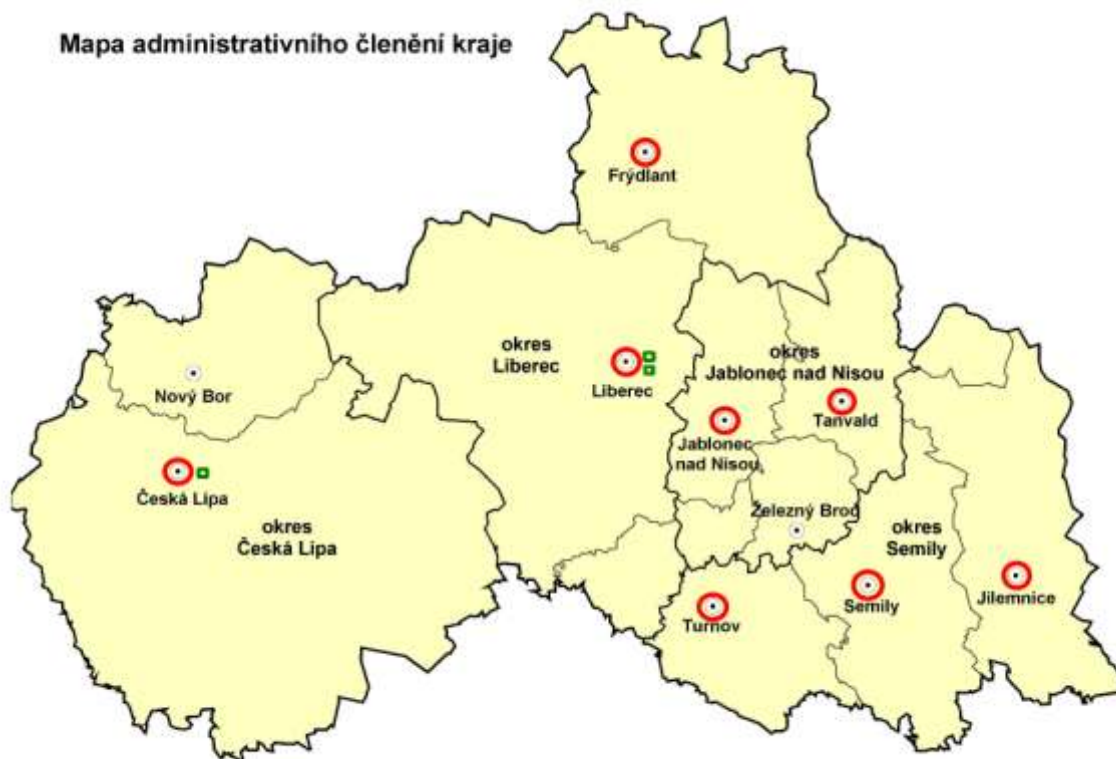 Mapa administrativního členění kraje
Frýdlant
okres
Liberec
Liberec
okres
Jablonec nad Nisou
Nový Bor
Tanvald
Jablonec
nad Nisou
Česká Lípa
okres
Česká Lípa
Železný Brod
okres
Semily
Turnov
Semily
Jilemnice